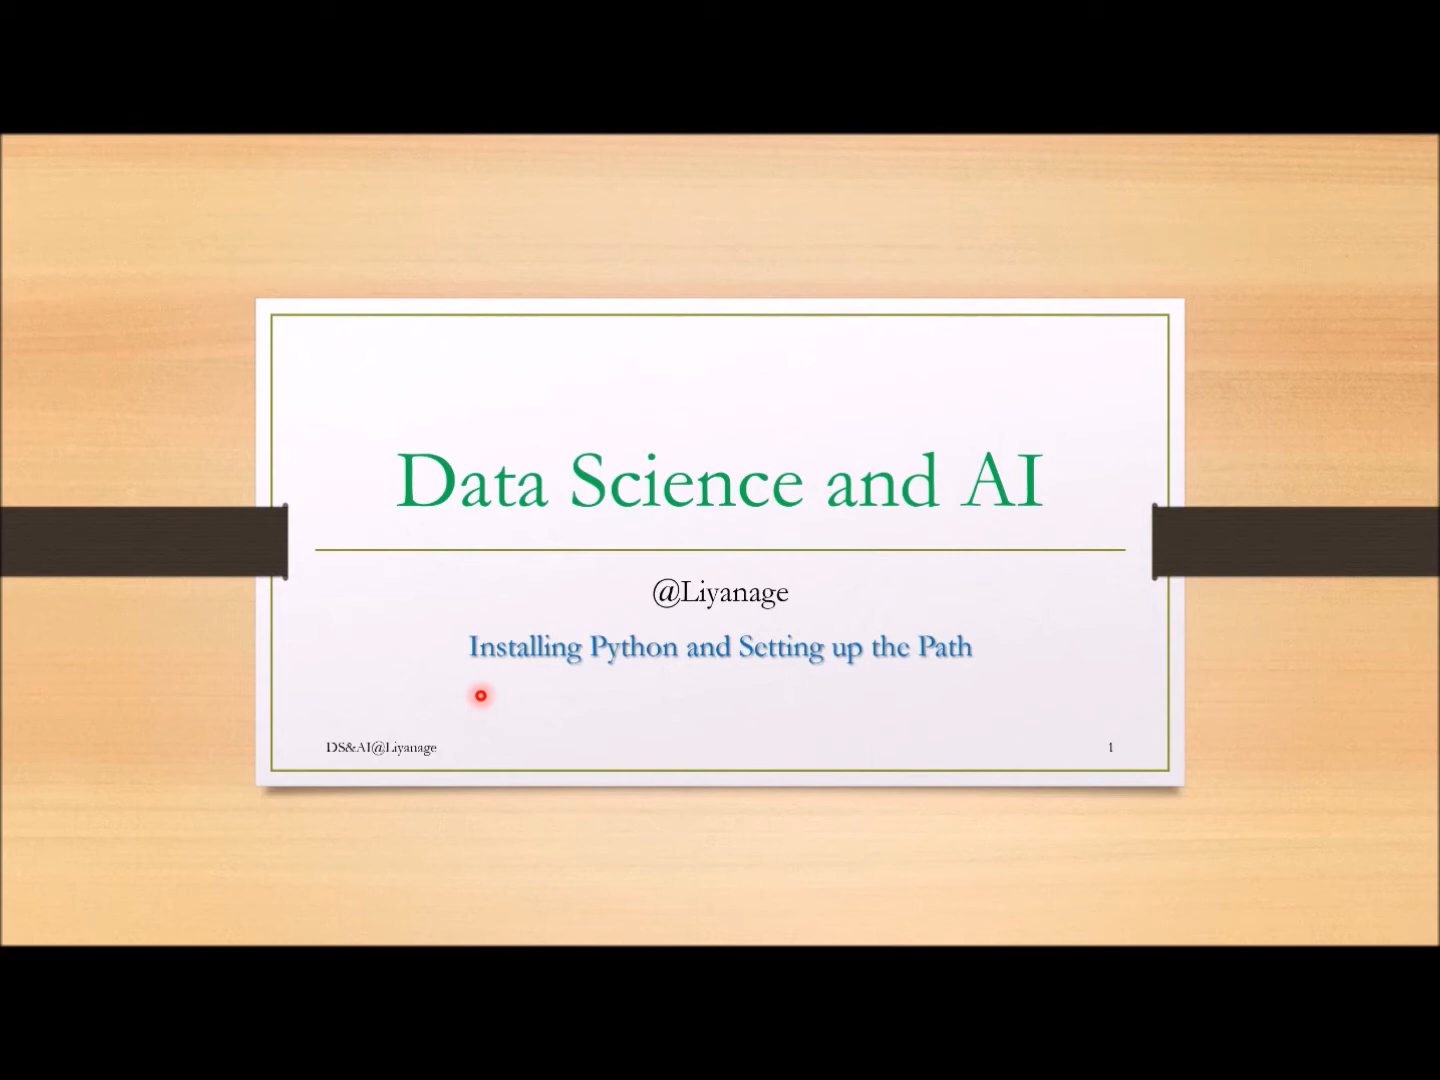 Data Science and AI
@Liyanage
Installing Python and Setting up the Path
DS&AI@Liyanage
1